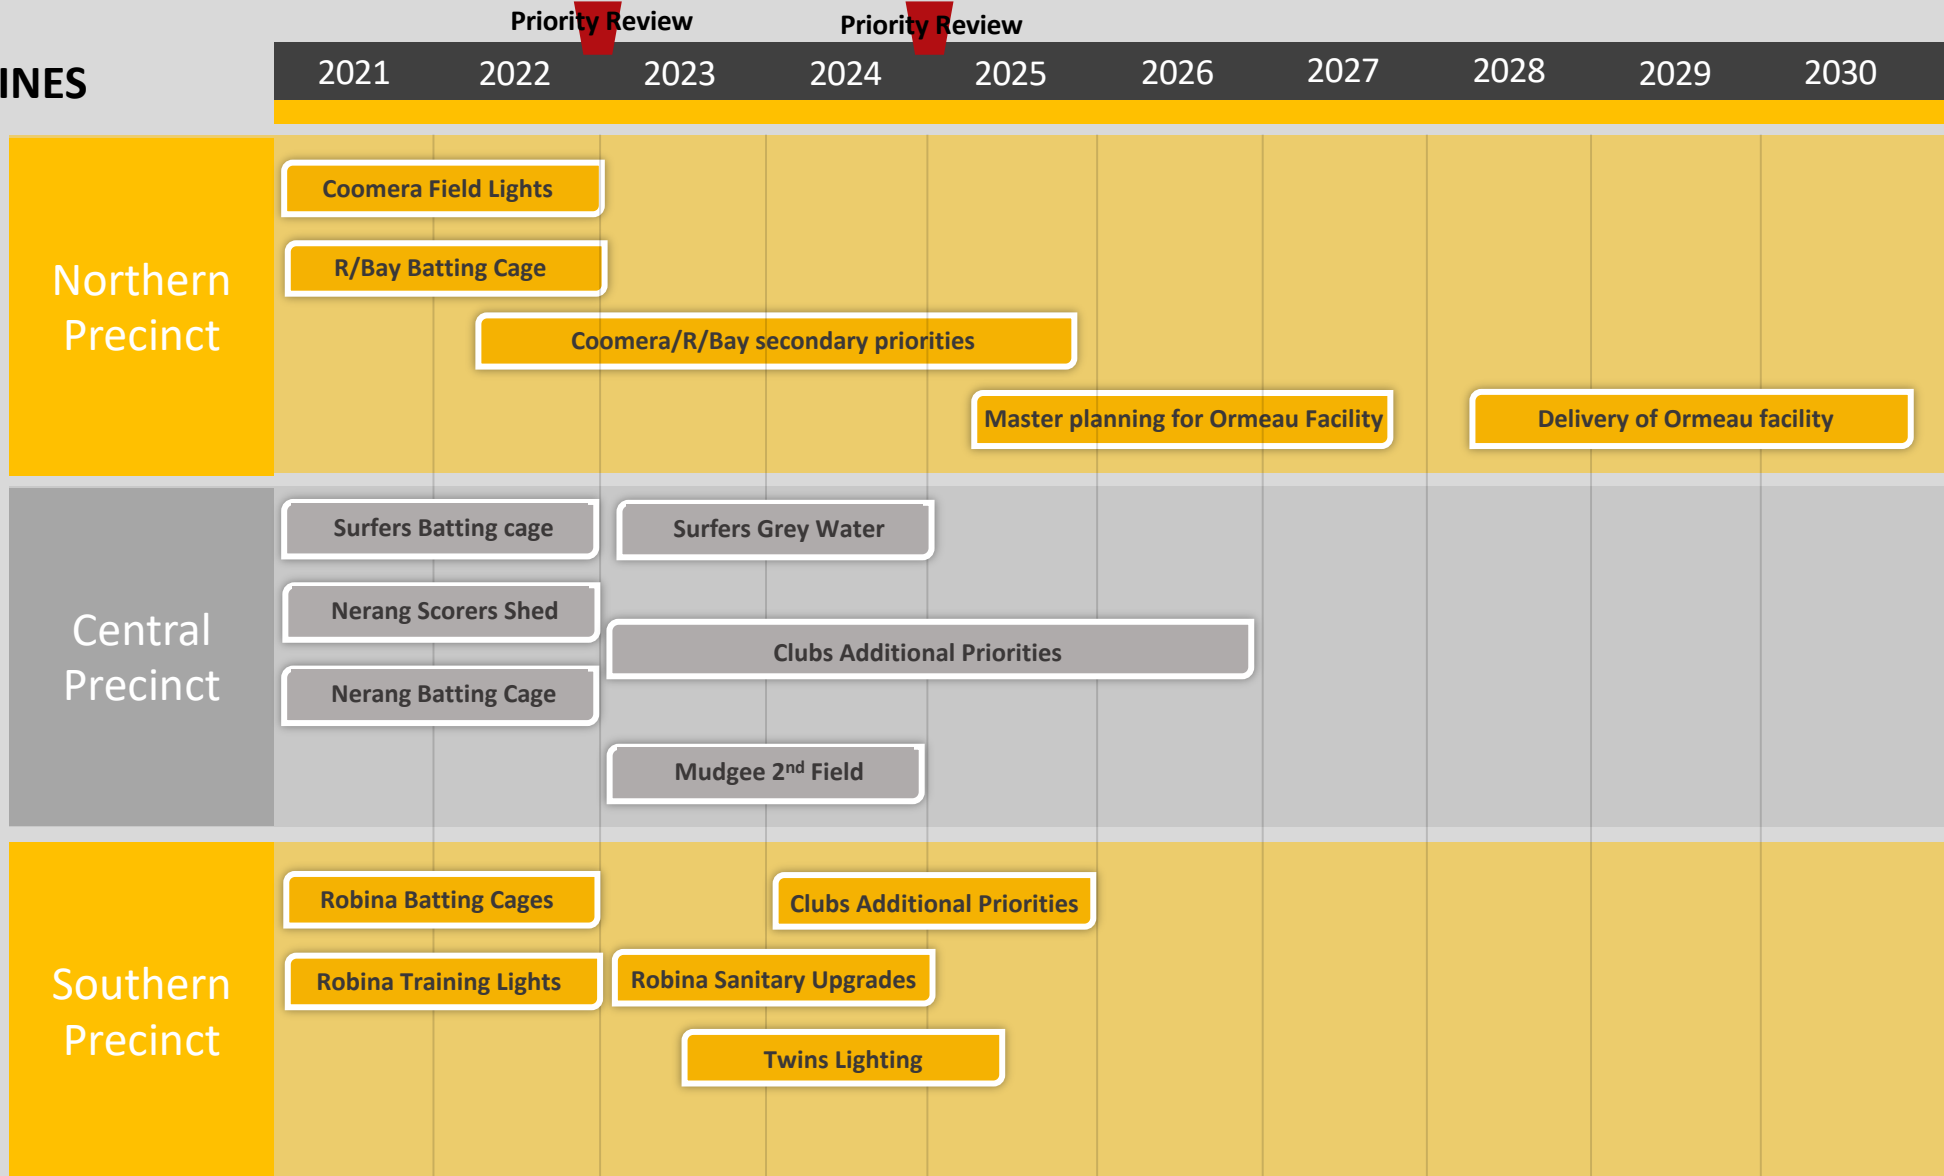 Priority Review
Priority Review
INES
2021 2022 2023 2024 2025 2026 2027 2028 2029 2030
Northern
Precinct
Coomera Field Lights
R/Bay Batting Cage
Coomera/R/Bay secondary priorities
Master planning for Ormeau Facility
Delivery of Ormeau facility
Central
Precinct
Surfers Batting cage
Surfers Grey Water
Nerang Scorers Shed
Clubs Additional Priorities
Nerang Batting Cage
Mudgee 2nd Field
Southern
Precinct
Robina Batting Cages
Clubs Additional Priorities
Robina Training Lights
Robina Sanitary Upgrades
Twins Lighting